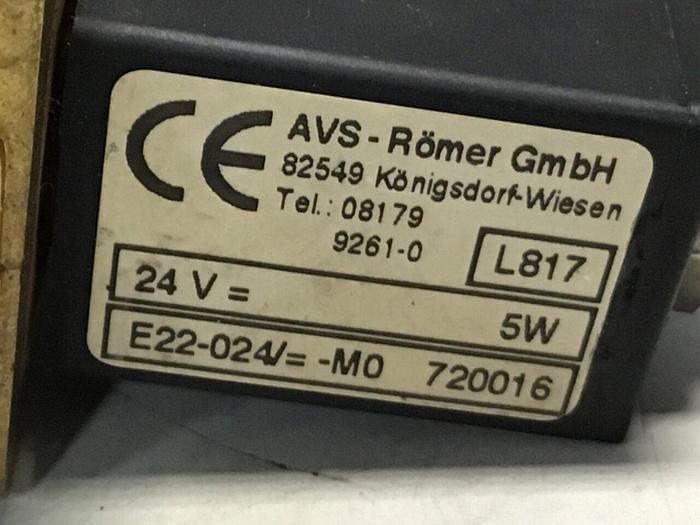 CE
AVS-Römer GmbH
82549 Königsdorf-Wiesen
Tel.: 08179
9261-0
L817
24 V =
5W
E22-024/= -M0 720016